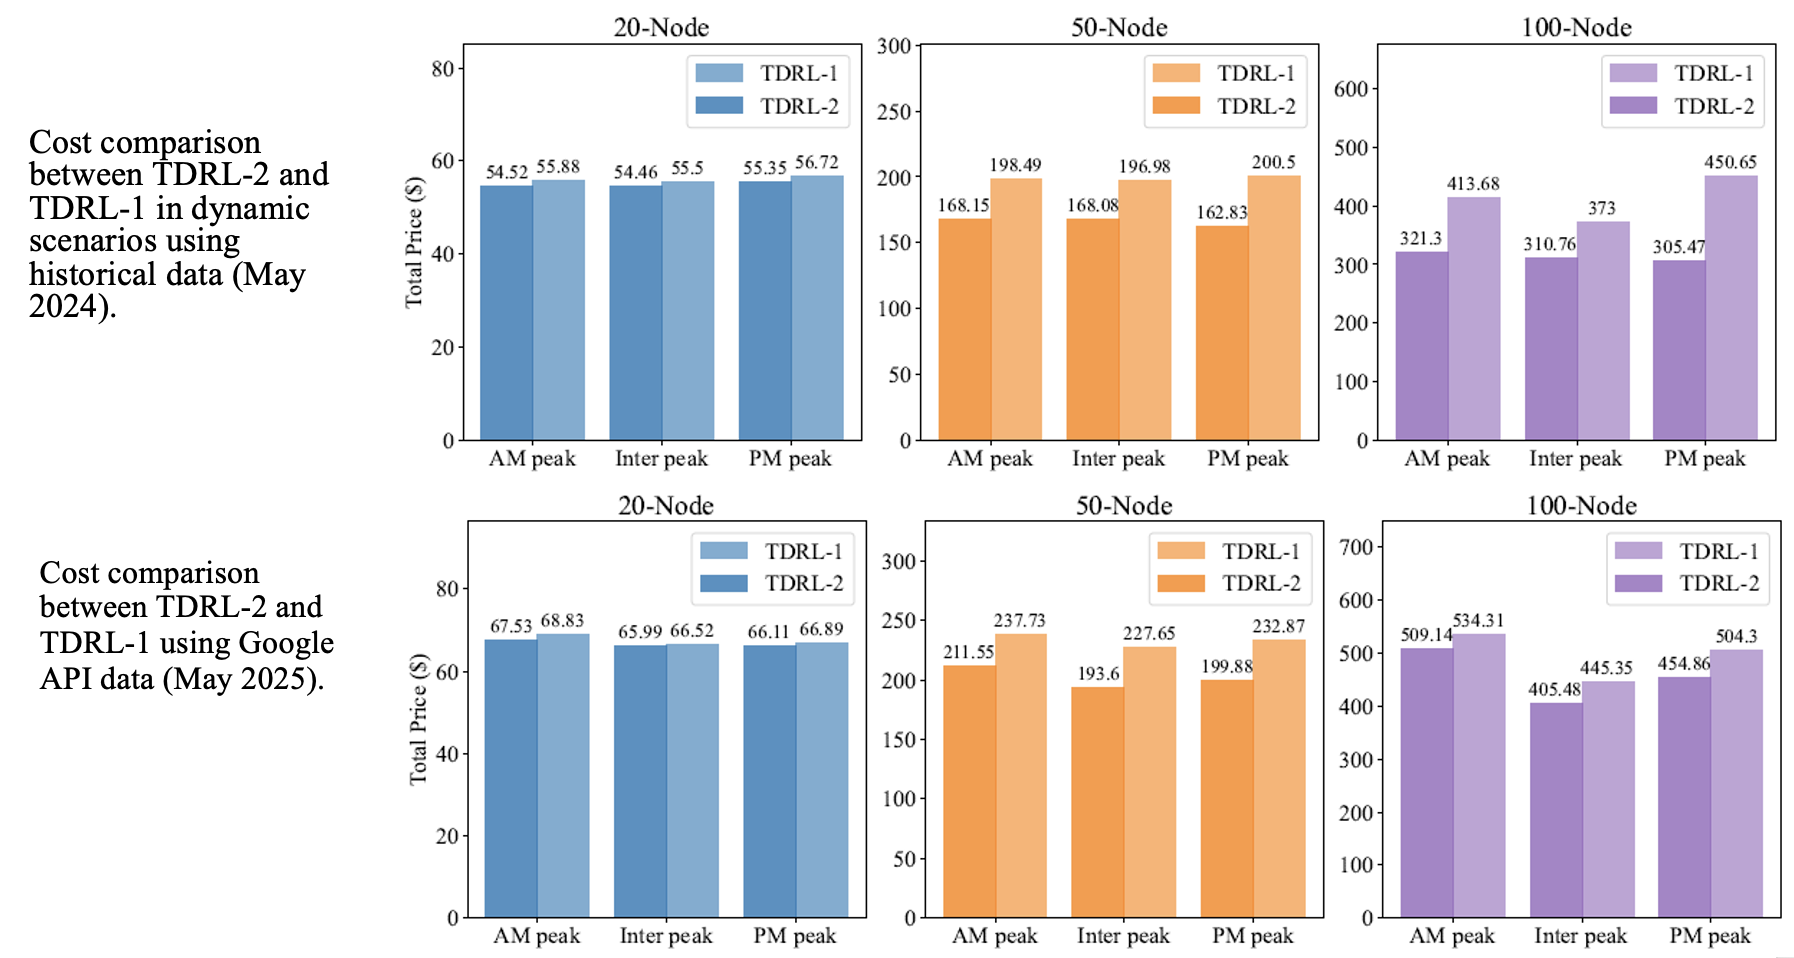 Cost comparison
between TDRL-2 and
TDRL-1 in dynamic
scenarios using
historical data (May
2024).
20-Node
Total Price ($)
80
60
40
20
0
TDRL-1
TDRL-2
54.52 55.88 54.46 55.5 55.35 56.72
AM peak Inter peak PM peak
50-Node
300
250
200
150
100
50
0
TDRL-1
TDRL-2
168.15 198.49 168.08 196.98 162.83 200.5
AM peak Inter peak PM peak
100-Node
600
500
400
300
200
100
0
TDRL-1
TDRL-2
321.3 413.68 310.76 373 305.47 450.65
AM peak Inter peak PM peak
Cost comparison
between TDRL-2 and
TDRL-1 using Google
API data (May 2025).
20-Node
Total Price ($)
80
60
40
20
0
TDRL-1
TDRL-2
67.53 68.83 65.99 66.52 66.11 66.89
AM peak Inter peak PM peak
50-Node
300
250
200
150
100
50
0
TDRL-1
TDRL-2
211.55 237.73 193.6 227.65 199.88 232.87
AM peak Inter peak PM peak
100-Node
700
600
500
400
300
200
100
0
TDRL-1
TDRL-2
509.14 534.31 405.48 445.35 454.86 504.3
AM peak Inter peak PM peak